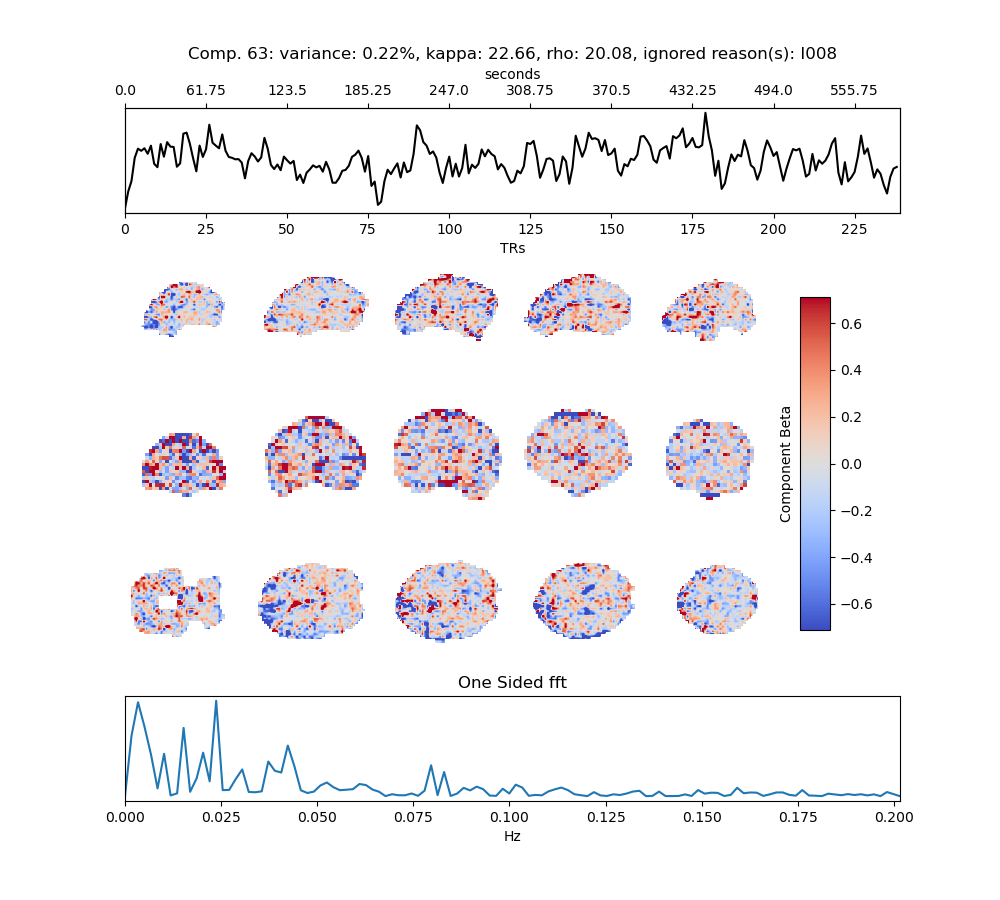 Comp. 63: variance: 0.22%, kappa: 22.66, rho: 20.08, ignored reason(s): I008
seconds
0.0 61.75 123.5 185.25 247.0 308.75 370.5 432.25 494.0 555.75
0 25 50 75 100 125 150 175 200 225
TRs
0.6
0.4
0.2
0.0
−0.2
−0.4
−0.6
Component Beta
One Sided fft
0.000 0.025 0.050 0.075 0.100 0.125 0.150 0.175 0.200
Hz